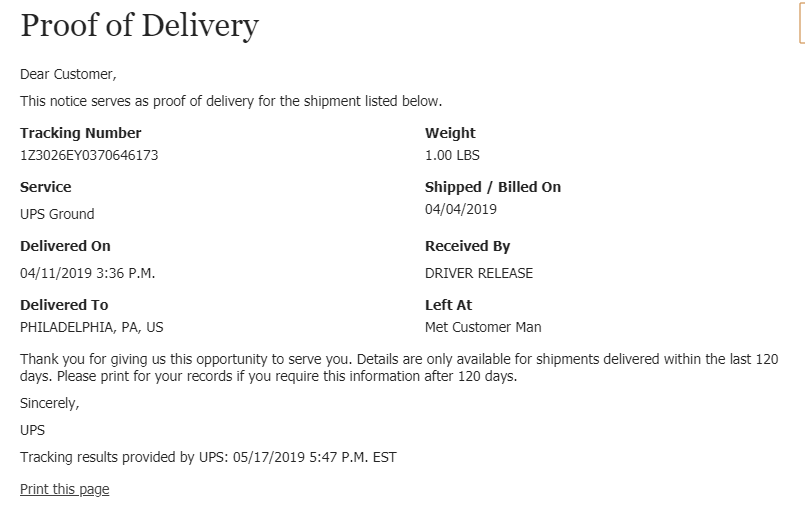 Proof of Delivery
Dear Customer,
This notice serves as proof of delivery for the shipment listed below.
Tracking Number
1Z3026EY0370646173
Weight
1.00 LBS
Service
UPS Ground
Shipped / Billed On
04/04/2019
Delivered On
04/11/2019 3:36 P.M.
Received By
DRIVER RELEASE
Delivered To
PHILADELPHIA, PA, US
Left At
Met Customer Man
Thank you for giving us this opportunity to serve you. Details are only available for shipments delivered within the last 120
days. Please print for your records if you require this information after 120 days.
Sincerely,
UPS
Tracking results provided by UPS: 05/17/2019 5:47 P.M. EST
Print this page